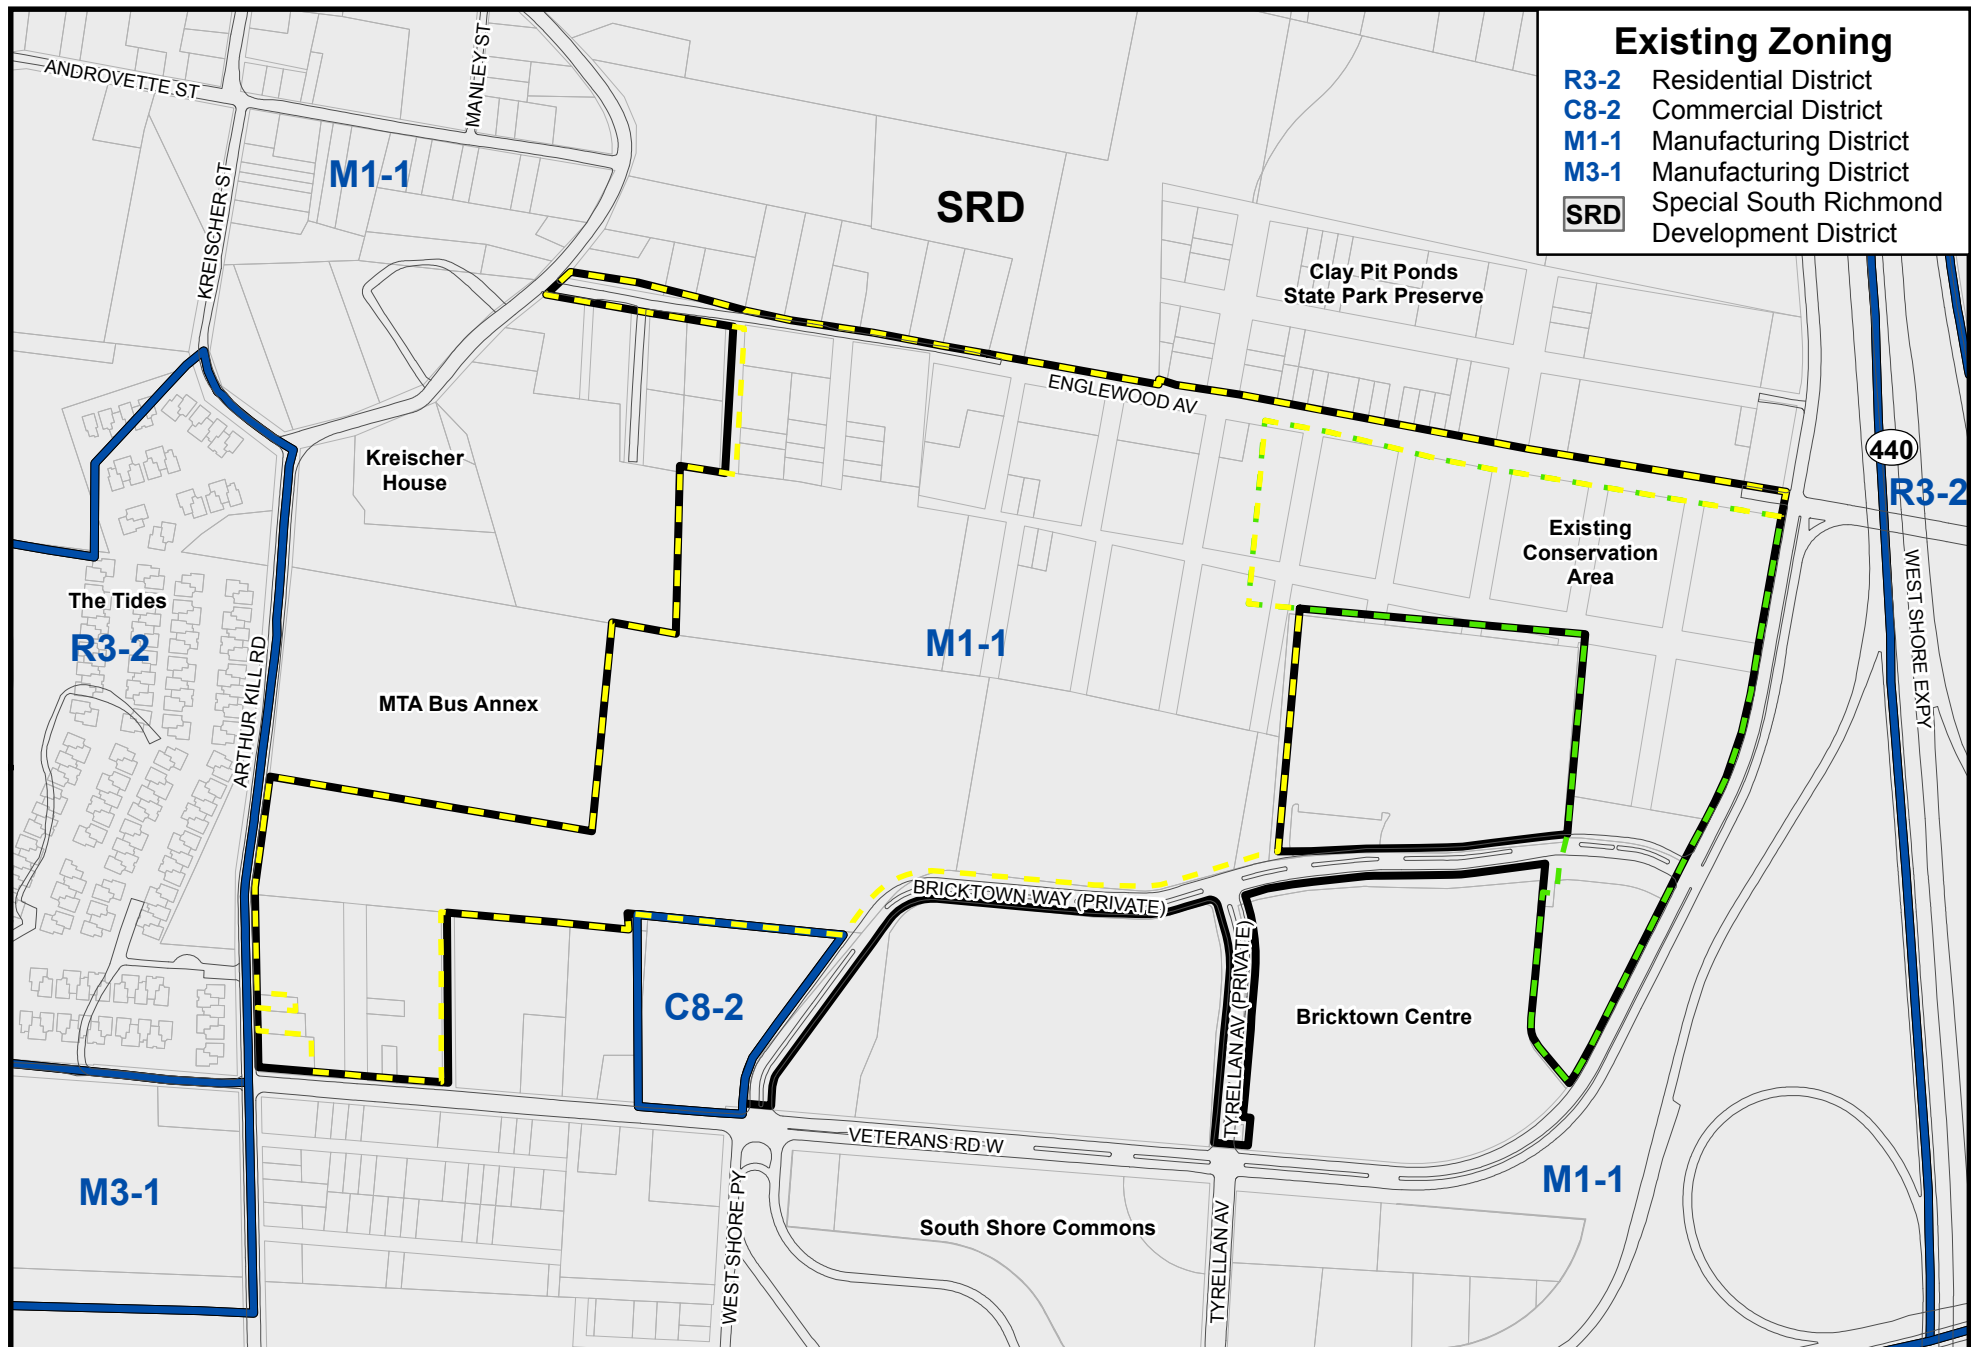 Existing Zoning
R3-2 Residential District
C8-2 Commercial District
M1-1 Manufacturing District
M3-1 Manufacturing District
SRD Special South Richmond
Development District
ANDROVETTE ST
MANLEY ST
KREISCHER ST
M1-1
SRD
Clay Pit Ponds
State Park Preserve
ENGLEWOOD AV
440
R3-2
Kreischer
House
Existing
Conservation
Area
WEST SHORE EXPY
The Tides
R3-2
ARTHUR KILL RD
M1-1
MTA Bus Annex
BRICKTOWN WAY (PRIVATE)
TYRELLAN AV (PRIVATE)
C8-2
Bricktown Centre
VETERANS RD W
M3-1
WEST SHORE PY
South Shore Commons
TYRELLAN AV
M1-1